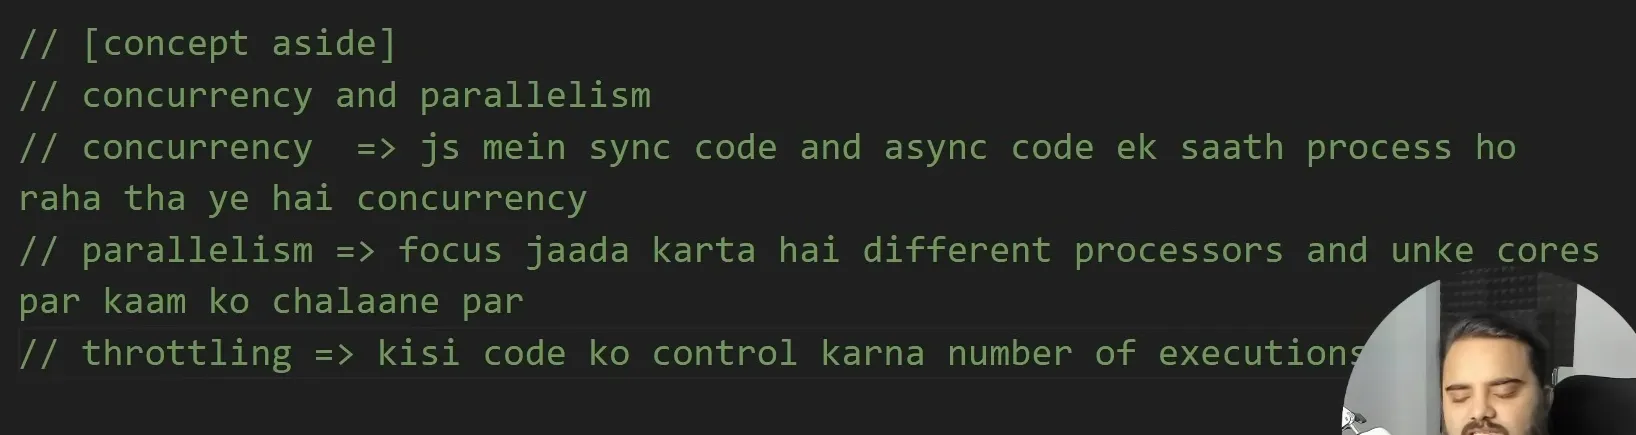 // [concept aside]
// concurrency and parallelism
// concurrency  => js mein sync code and async code ek saath process ho
raha tha ye hai concurrency
// parallelism => focus jaada karta hai different processors and unke cores
par kaam ko chalaane par
// throttling => kisi code ko control karna number of executions